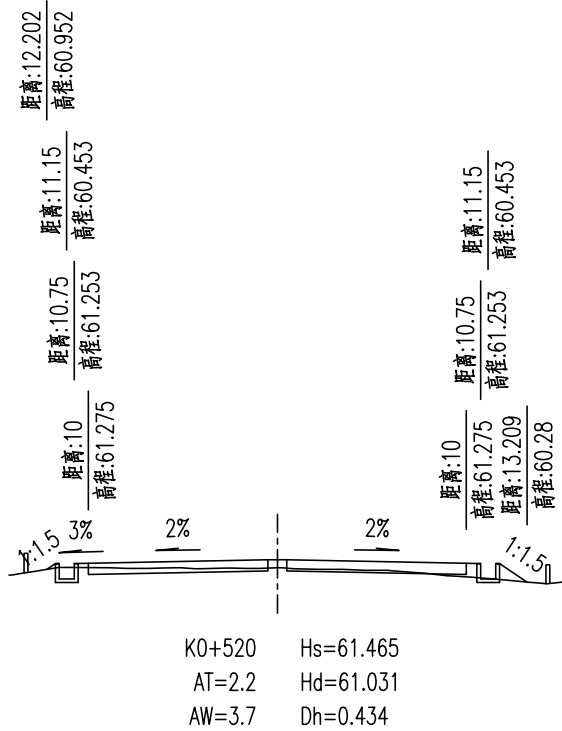 距离:12.202
高程:60.952
距离:11.15
高程:60.453
距离:11.15
高程:60.453
距离:10.75
高程:61.253
距离:10.75
高程:61.253
距离:10
高程:61.275
距离:10
高程:61.275
距离:13.209
高程:60.28
1:1.5
3%
2%
2%
1:1.5
K0+520 Hs=61.465
AT=2.2 Hd=61.031
AW=3.7 Dh=0.434